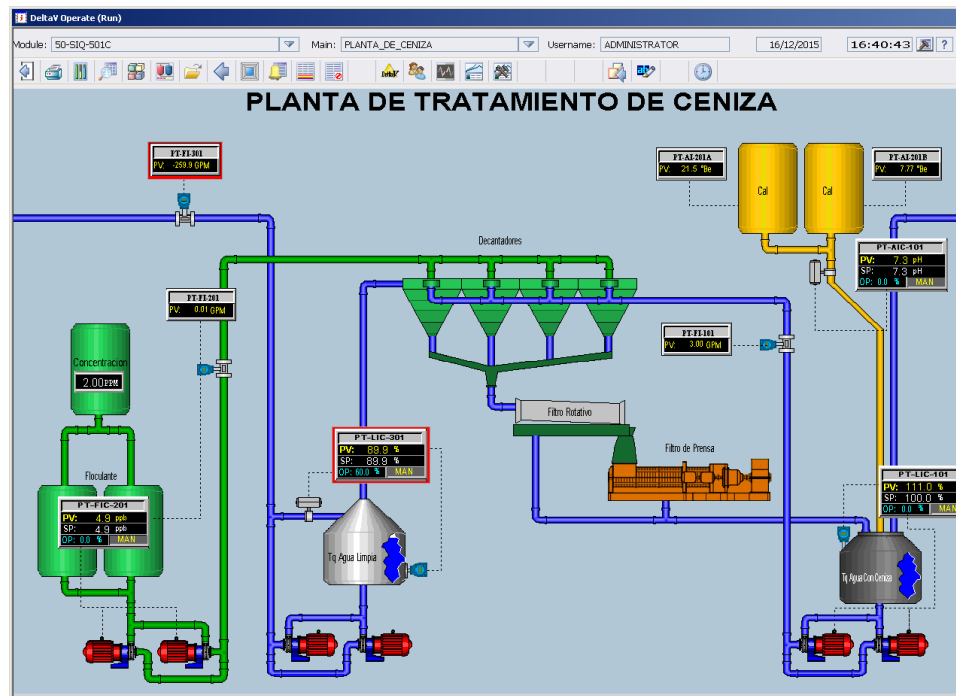 DeltaV Operate (Run)
Module: 50-SIQ-501C Main: PLANTA_DE_CENIZA Username: ADMINISTRATOR 16/12/2015 16:40:43 ?
DeltaV
PLANTA DE TRATAMIENTO DE CENIZA
PT-FI-301
PV: -259.9 GPM
PT-AI-201A
PV: 21.5 °Be
Cal
Cal
PT-AI-201B
PV: 7.77 °Be
Decantadores
PT-AIC-101
PV: 7.3 pH
SP: 7.3 pH
OP: 0.0 % MAN
PT-FI-201
PV: 0.01 GPM
PT-FI-101
PV: 3.00 GPM
Concentracion
2.00 PPM
Filtro Rotativo
PT-LIC-301
PV: 89.9 %
SP: 89.9 %
OP: 60.0 % MAN
Filtro de Prensa
Floculante
PT-FIC-201
PV: 4.9 ppb
SP: 4.9 ppb
OP: 0.0 % MAN
PT-LIC-101
PV: 111.0 %
SP: 100.0 %
OP: 0.0 % MAN
Tq Agua Limpia
Tq Agua Con Ceniza